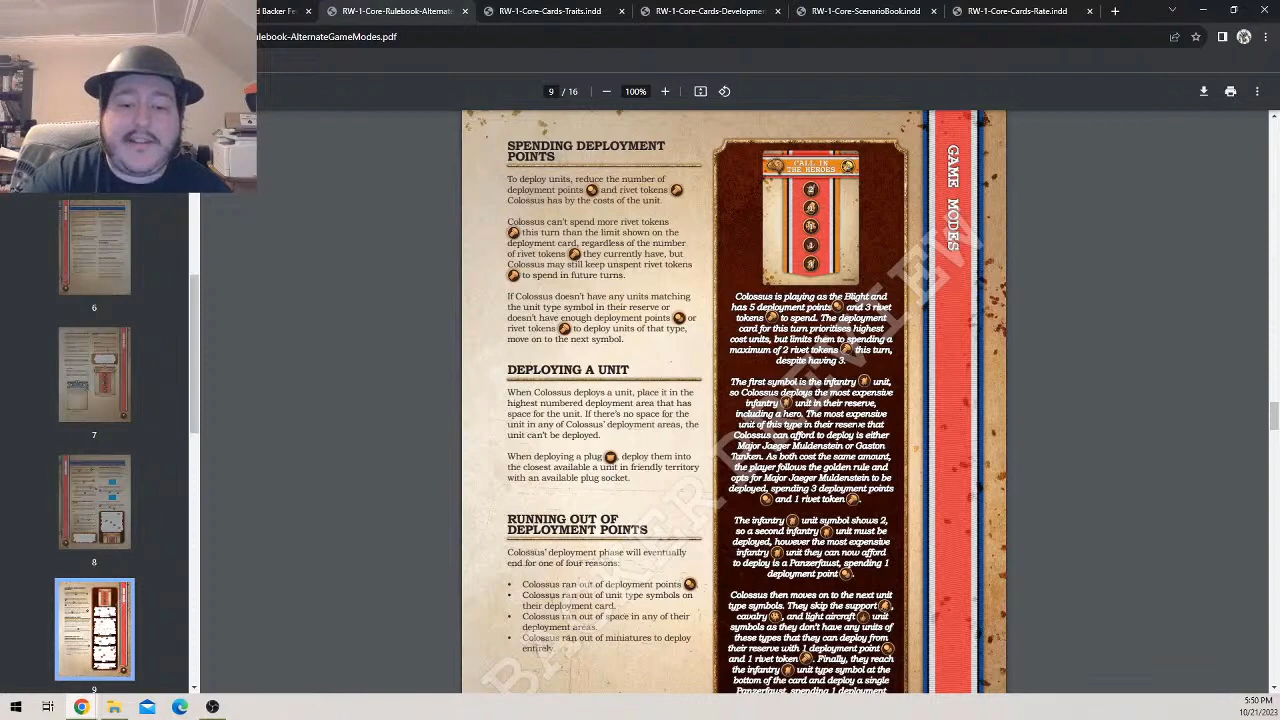 d Backer Fe
RW-1-Core-Rulebook-Alternate
RW-1-Core-Cards-Traits.indd
RW-1-Core-Cards-Developmen
RW-1-Core-ScenarioBook.indd
RW-1-Core-Cards-Rate.indd
ulebook-AlternateGameModes.pdf
9 / 16
100%
6
7
8
9
SPENDING DEPLOYMENT
POINTS
To deploy units, reduce the number of
deployment points and rivet tokens
Colossus has by the costs of the unit.
Colossus can't spend more rivet tokens
this turn than the limit shown on the
deployment card, regardless of the number
of rivet tokens they currently have, but
Colossus may still keep unspent rivet tokens
to spend in future turns.
If Colossus doesn't have any units matching
the unit type symbol in their reserve or
doesn't have enough deployment points or
rivet tokens to deploy units of that type,
move on to the next symbol.
DEPLOYING A UNIT
When Colossus deploys a unit, place it in the
highest numbered deployment area that has
space for the unit. If there's no space for the
unit in any of Colossus' deployment areas, the
unit can't be deployed.
When deploying a plug , deploy them into
the closes available a unit in friendly territory
with an available plug socket.
RUNNING OUT OF
DEPLOYMENT POINTS
Colossus' deployment phase will eventually
end for one of four reasons:
Colossus ran out of deployment points
Colossus ran out of unit type symbols on
their deployment card.
Colossus ran out of space in any of their
deployment areas.
Colossus ran out of miniatures to deploy
entirely.
CALL IN
THE HEROES
Colossus is playing as the Blight and
has 5 deployment points and 3 rivet
tokens to spend. The deployment
card for this turn prioritises highest
cost units, but limits them to spending a
maximum of 2 rivet tokens this turn,
despite having 3.
The first symbol is the infantry unit,
so Colossus deploys the most expensive
infantry unit in their reserve
including a hero. The most expensive
unit of this type in their reserve that
Colossus can afford to deploy is either
Major Jaeger Muldenstein or Gaston
Tanken. As both cost the same amount,
the player follows the golden rule and
opts for Major Jaeger Muldenstein to be
deployed, spending 3 deployment points
and 1 rivet token .
The infantry unit symbol shows 2,
so a second infantry unit must be
deployed, however the most expensive
infantry unit they can now afford
to deploy is a Panzerfaust, spending 1
deployment point .
Colossus then moves on to the next unit
type symbol, but skip the support ,
cavalry and light aircraft unit
symbols as they don't have any units of
these types that they can deploy from
their reserve with 1 deployment point
and 1 rivet token . Finally, they reach
the infantry unit type symbol at the
bottom of the card and deploy a single
Panzerfaust, spending 1 deployment
GAME MODES
5:50 PM
10/21/2023